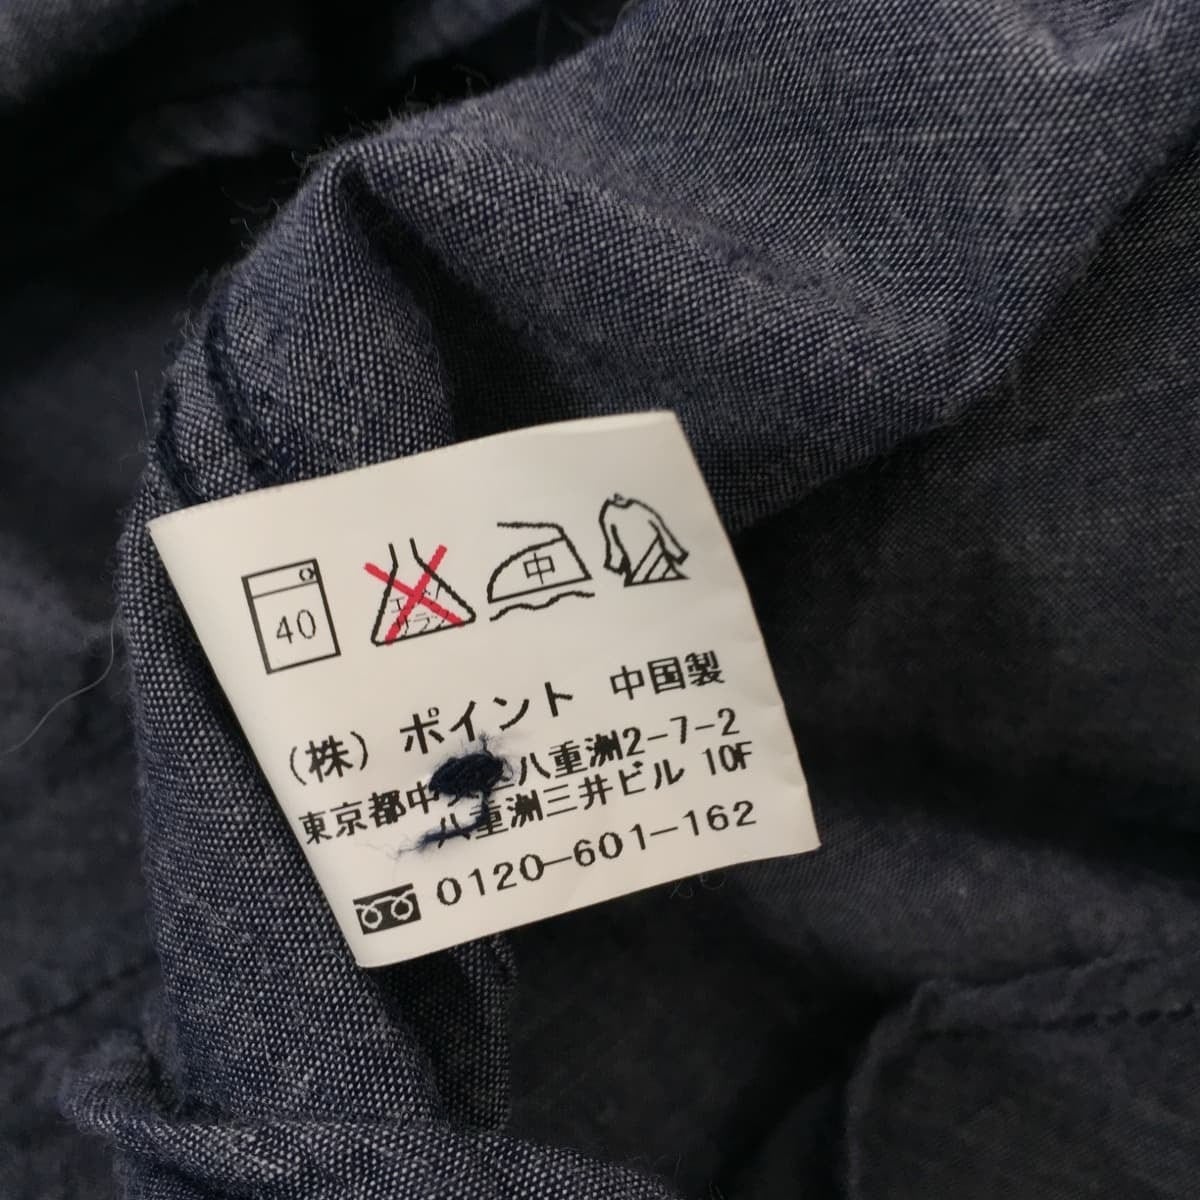 40 中
(株) ポイント 中国製
東京都中 八重洲2-7-2
八重洲三井ビル 10F
0120-601-162